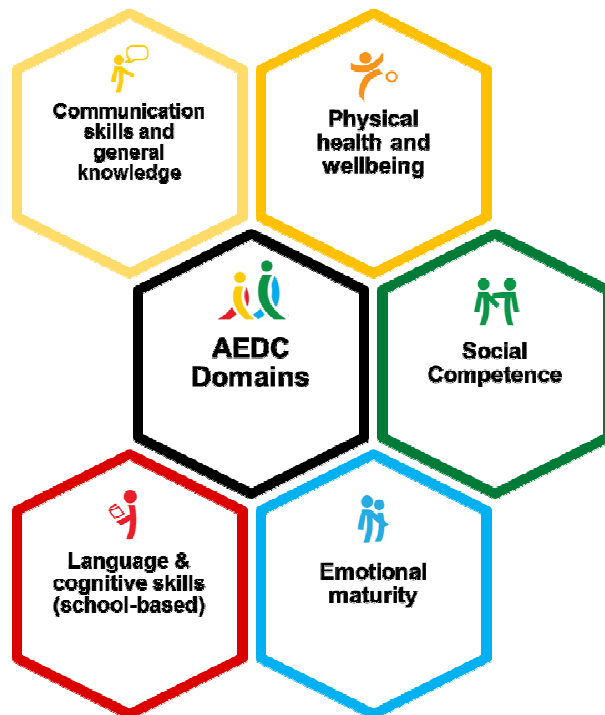 Communication
skills and
general
knowledge
Physical
health and
wellbeing
AEDC
Domains
Social
Competence
Language &
cognitive skills
(school-based)
Emotional
maturity